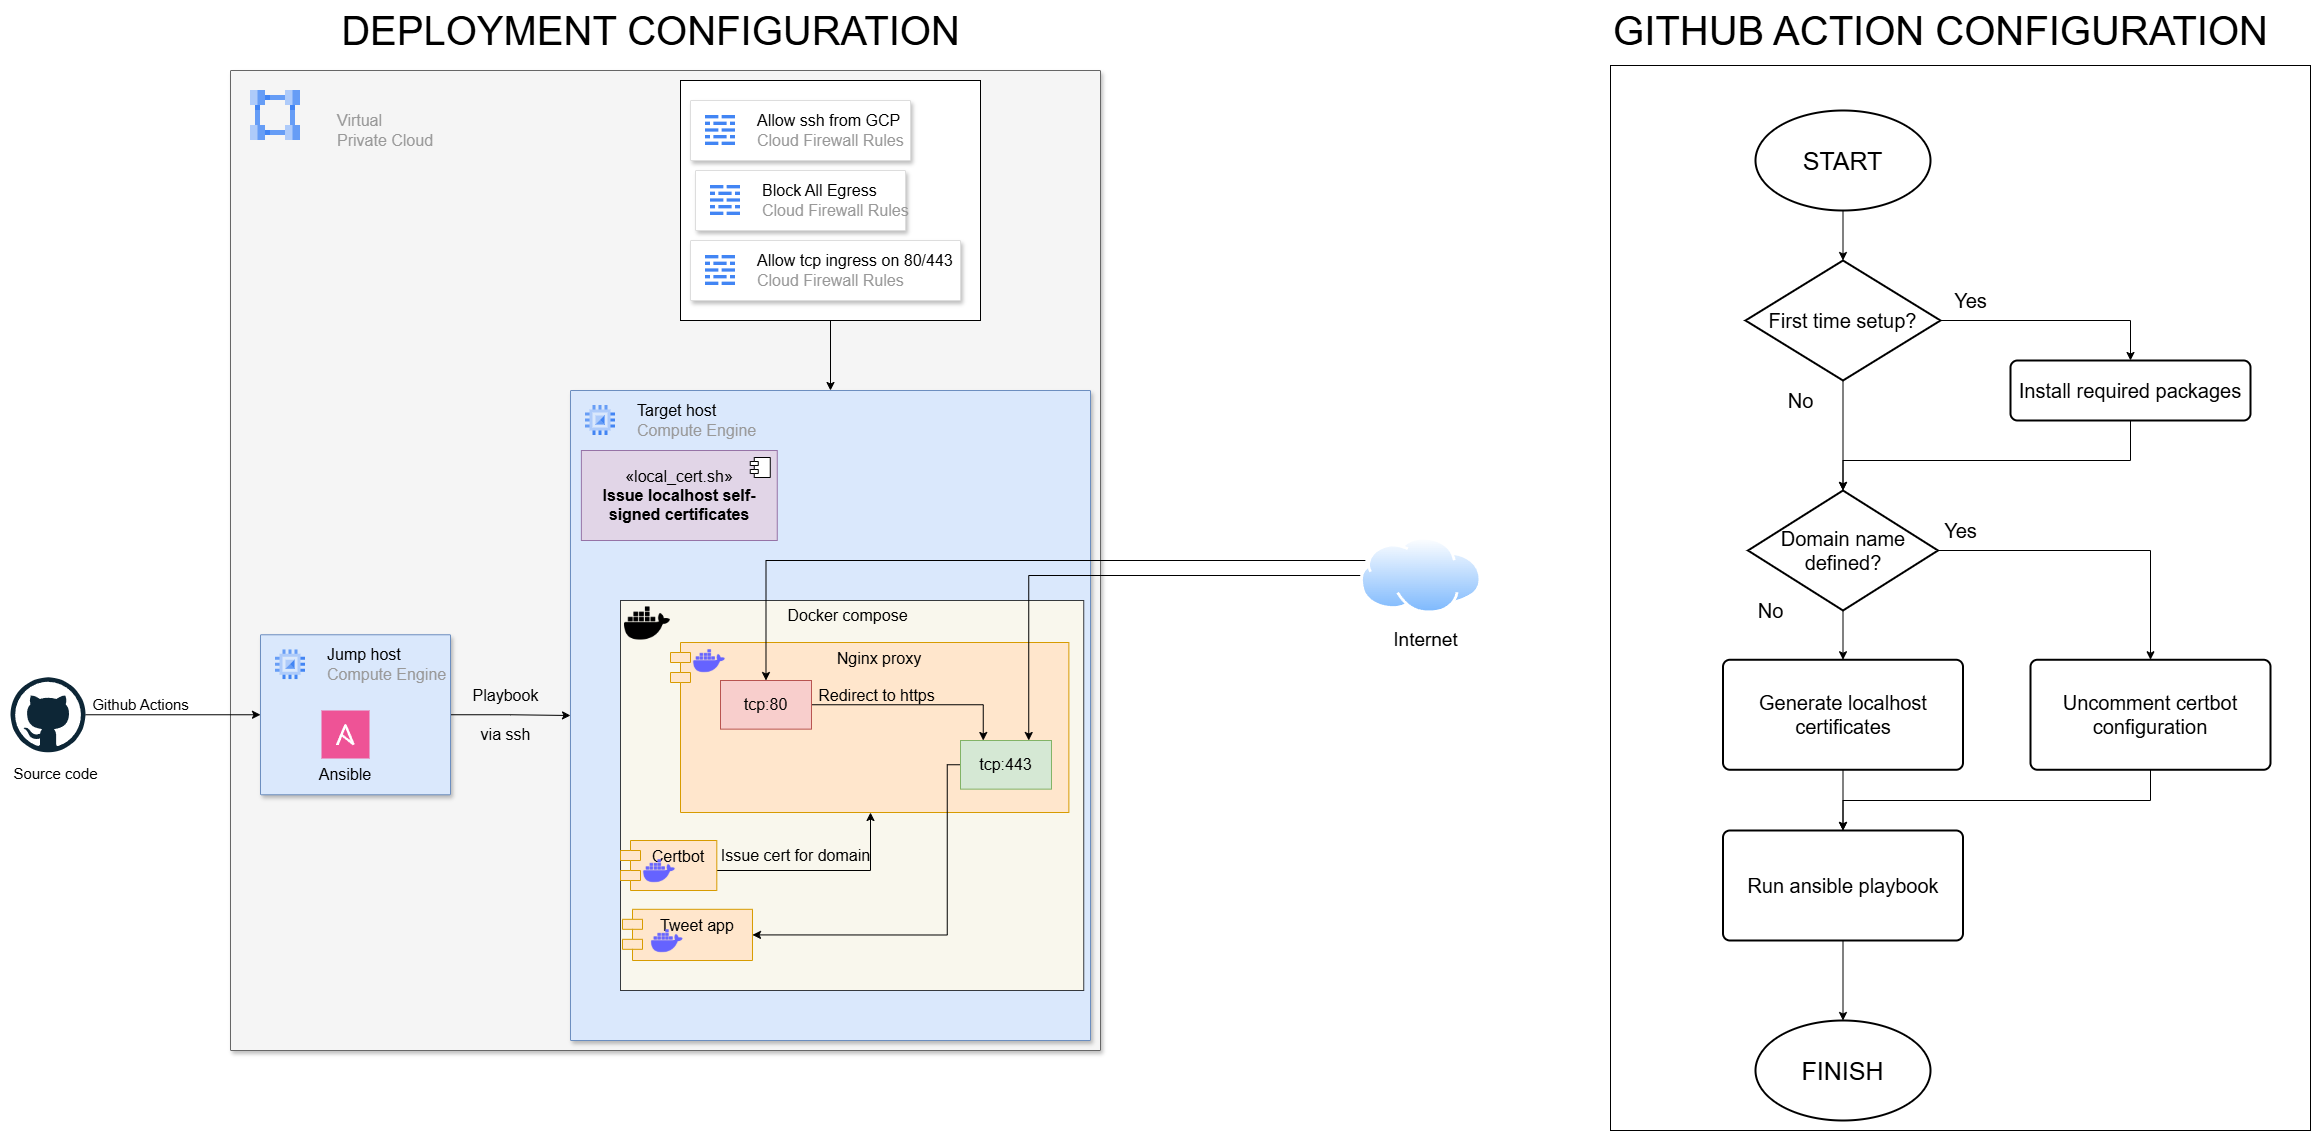 DEPLOYMENT CONFIGURATION
Virtual
Private Cloud
Allow ssh from GCP
Cloud Firewall Rules
Block All Egress
Cloud Firewall Rules
Allow tcp ingress on 80/443
Cloud Firewall Rules
Target host
Compute Engine
«local_cert.sh»
Issue localhost self-
signed certificates
Internet
Docker compose
Nginx proxy
tcp:80
Redirect to https
tcp:443
Certbot
Issue cert for domain
Tweet app
Jump host
Compute Engine
Ansible
Playbook
via ssh
Github Actions
Source code
GITHUB ACTION CONFIGURATION
START
First time setup?
Yes
No
Install required packages
Domain name
defined?
Yes
No
Generate localhost
certificates
Uncomment certbot
configuration
Run ansible playbook
FINISH